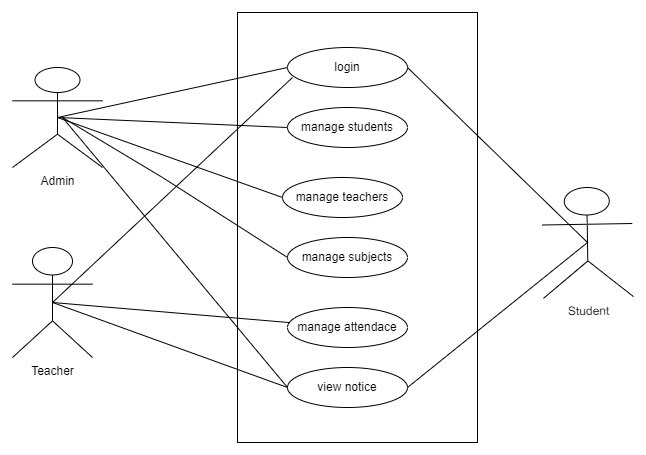 login
manage students
Admin
manage teachers
manage subjects
Student
manage attendace
Teacher
view notice